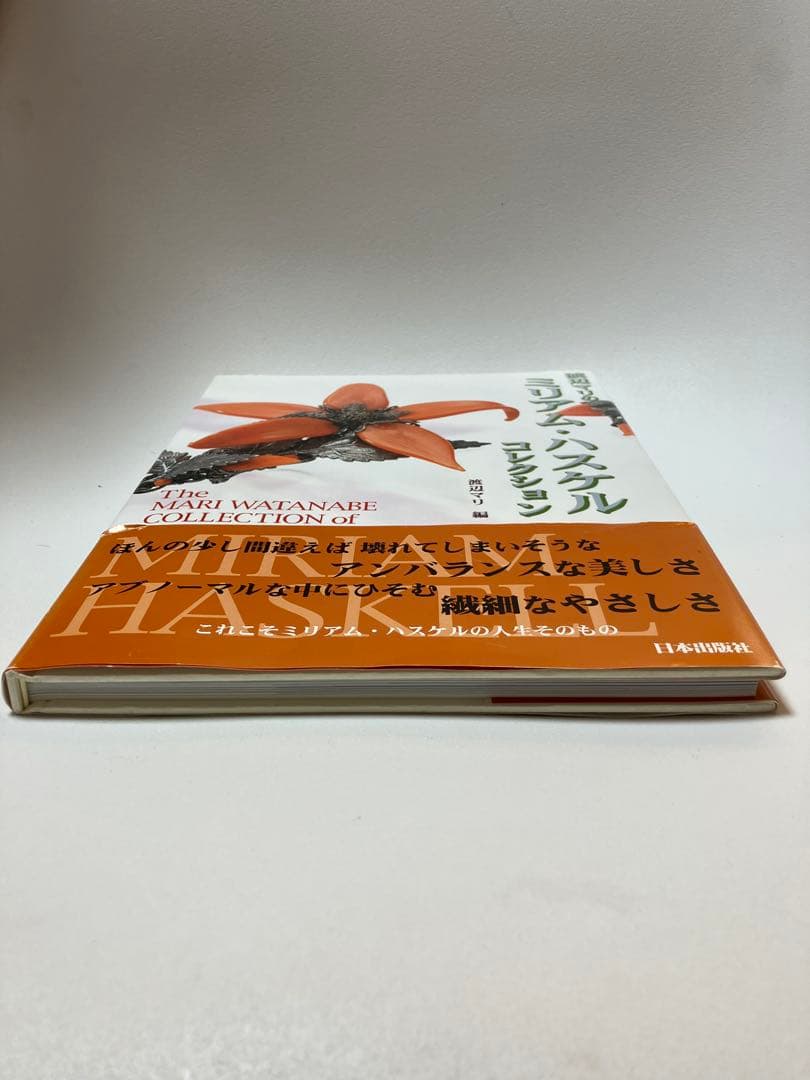 渡辺マリの
ミリアム・ハスケル
コレクション
渡辺マリ 編
The
MARI WATANABE
COLLECTION of
MIRIAM
HASKELL
ほんの少し間違えば 壊れてしまいそうな
アンバランスな美しさ
アブノーマルな中にひそむ
繊細なやさしさ
これこそミリアム・ハスケルの人生そのもの
日本出版社